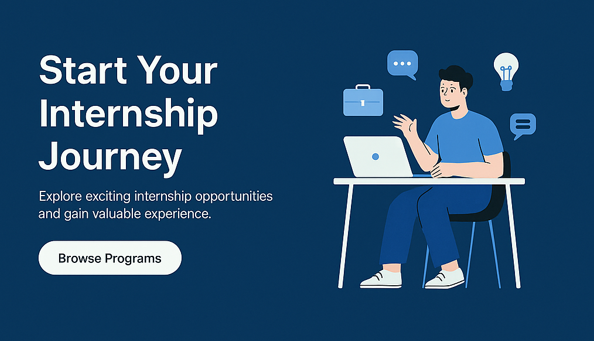 Start Your
Internship
Journey
Explore exciting internship opportunities
and gain valuable experience.
Browse Programs